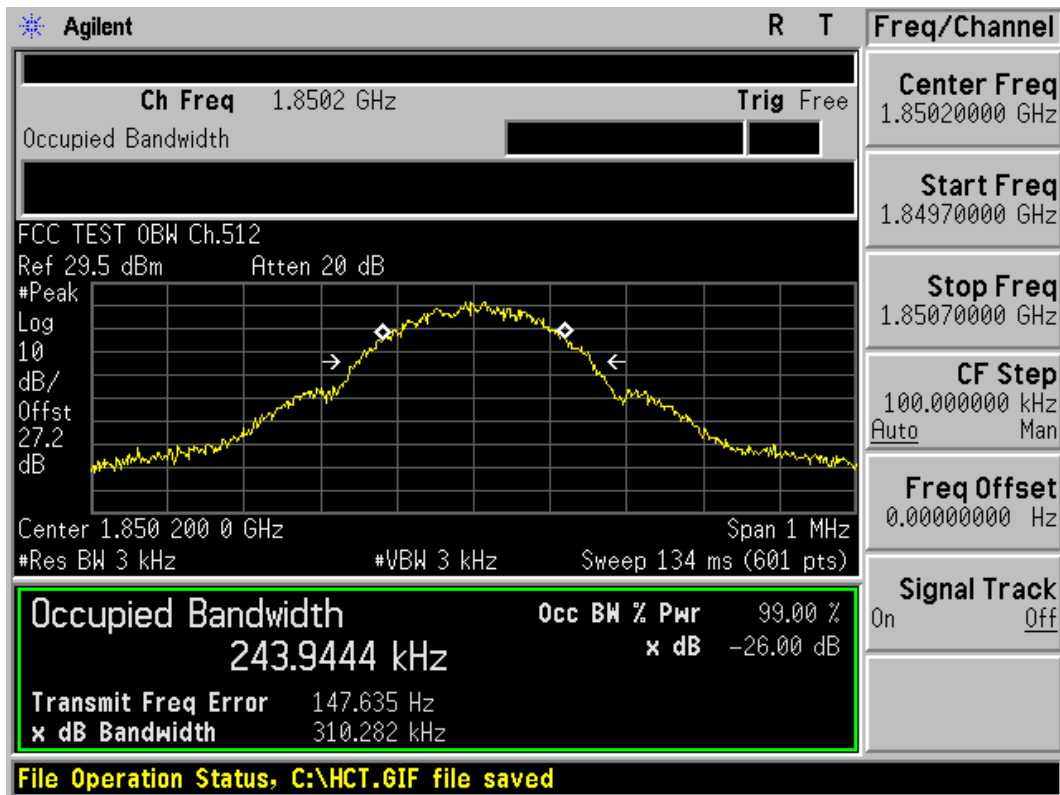 Agilent R T Freq/Channel
Ch Freq 1.8502 GHz Trig Free
Occupied Bandwidth
Center Freq
1.85020000 GHz
Start Freq
1.84970000 GHz
Stop Freq
1.85070000 GHz
CF Step
100.000000 kHz
Auto Man
Freq Offset
0.00000000 Hz
Signal Track
On Off
FCC TEST OBW Ch.512
Ref 29.5 dBm Atten 20 dB
#Peak
Log
10
dB/
Offst
27.2
dB
Center 1.850 200 0 GHz Span 1 MHz
#Res BW 3 kHz #VBW 3 kHz Sweep 134 ms (601 pts)
Occupied Bandwidth Occ BW % Pwr 99.00 %
243.9444 kHz x dB -26.00 dB
Transmit Freq Error 147.635 Hz
x dB Bandwidth 310.282 kHz
File Operation Status, C:\HCT.GIF file saved